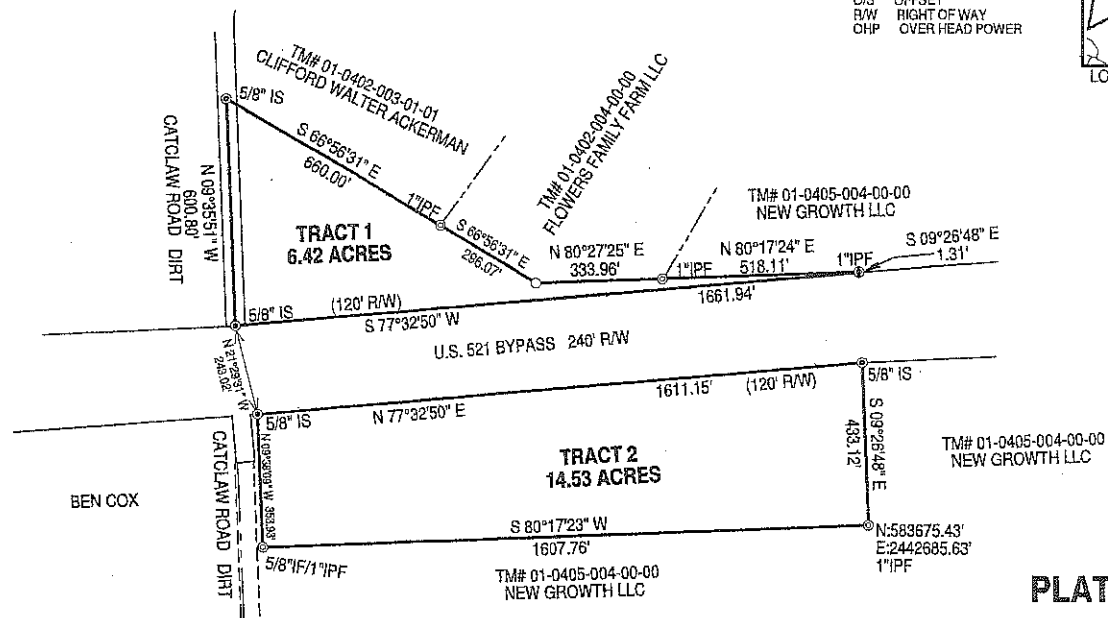 R/W RIGHT OF WAY
OHP OVER HEAD POWER
LO
TM# 01-0402-003-01-01
CLIFFORD WALTER ACKERMAN
TM# 01-0402-004-00-00
FLOWERS FAMILY FARM LLC
5/8" IS
CATCLAW ROAD DIRT
N 09°35'51" W
600.80'
S 66°56'31" E
660.00'
1"IPF
TRACT 1
6.42 ACRES
S 66°56'31" E
296.07'
TM# 01-0405-004-00-00
NEW GROWTH LLC
N 80°27'25" E
333.96'
1"IPF
N 80°17'24" E
518.11'
1"IPF
S 09°26'48" E
1.31'
5/8" IS
(120' R/W)
S 77°32'50" W
1661.94'
U.S. 521 BYPASS 240' R/W
N 21°29'31" W
5/8" IS
N 77°32'50" E
1611.15'
(120' R/W)
5/8" IS
S 09°26'48" E
433.12'
TM# 01-0405-004-00-00
NEW GROWTH LLC
BEN COX
CATCLAW ROAD DIRT
TRACT 2
14.53 ACRES
S 80°17'23" W
1607.76'
5/8"IF/1"IPF
TM# 01-0405-004-00-00
NEW GROWTH LLC
N:583675.43'
E:2442685.63'
1"IPF
PLAT